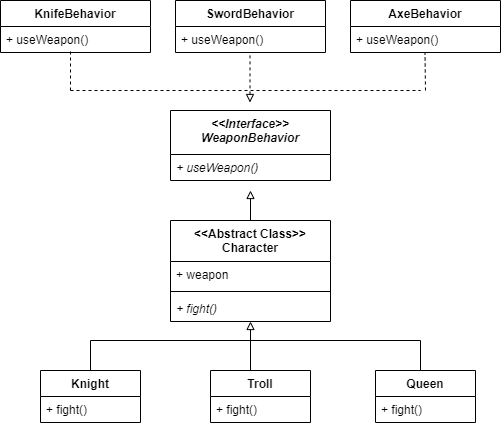 KnifeBehavior
+ useWeapon()
SwordBehavior
+ useWeapon()
AxeBehavior
+ useWeapon()
<<Interface>>
WeaponBehavior
+ useWeapon()
<<Abstract Class>>
Character
+ weapon
+ fight()
Knight
+ fight()
Troll
+ fight()
Queen
+ fight()